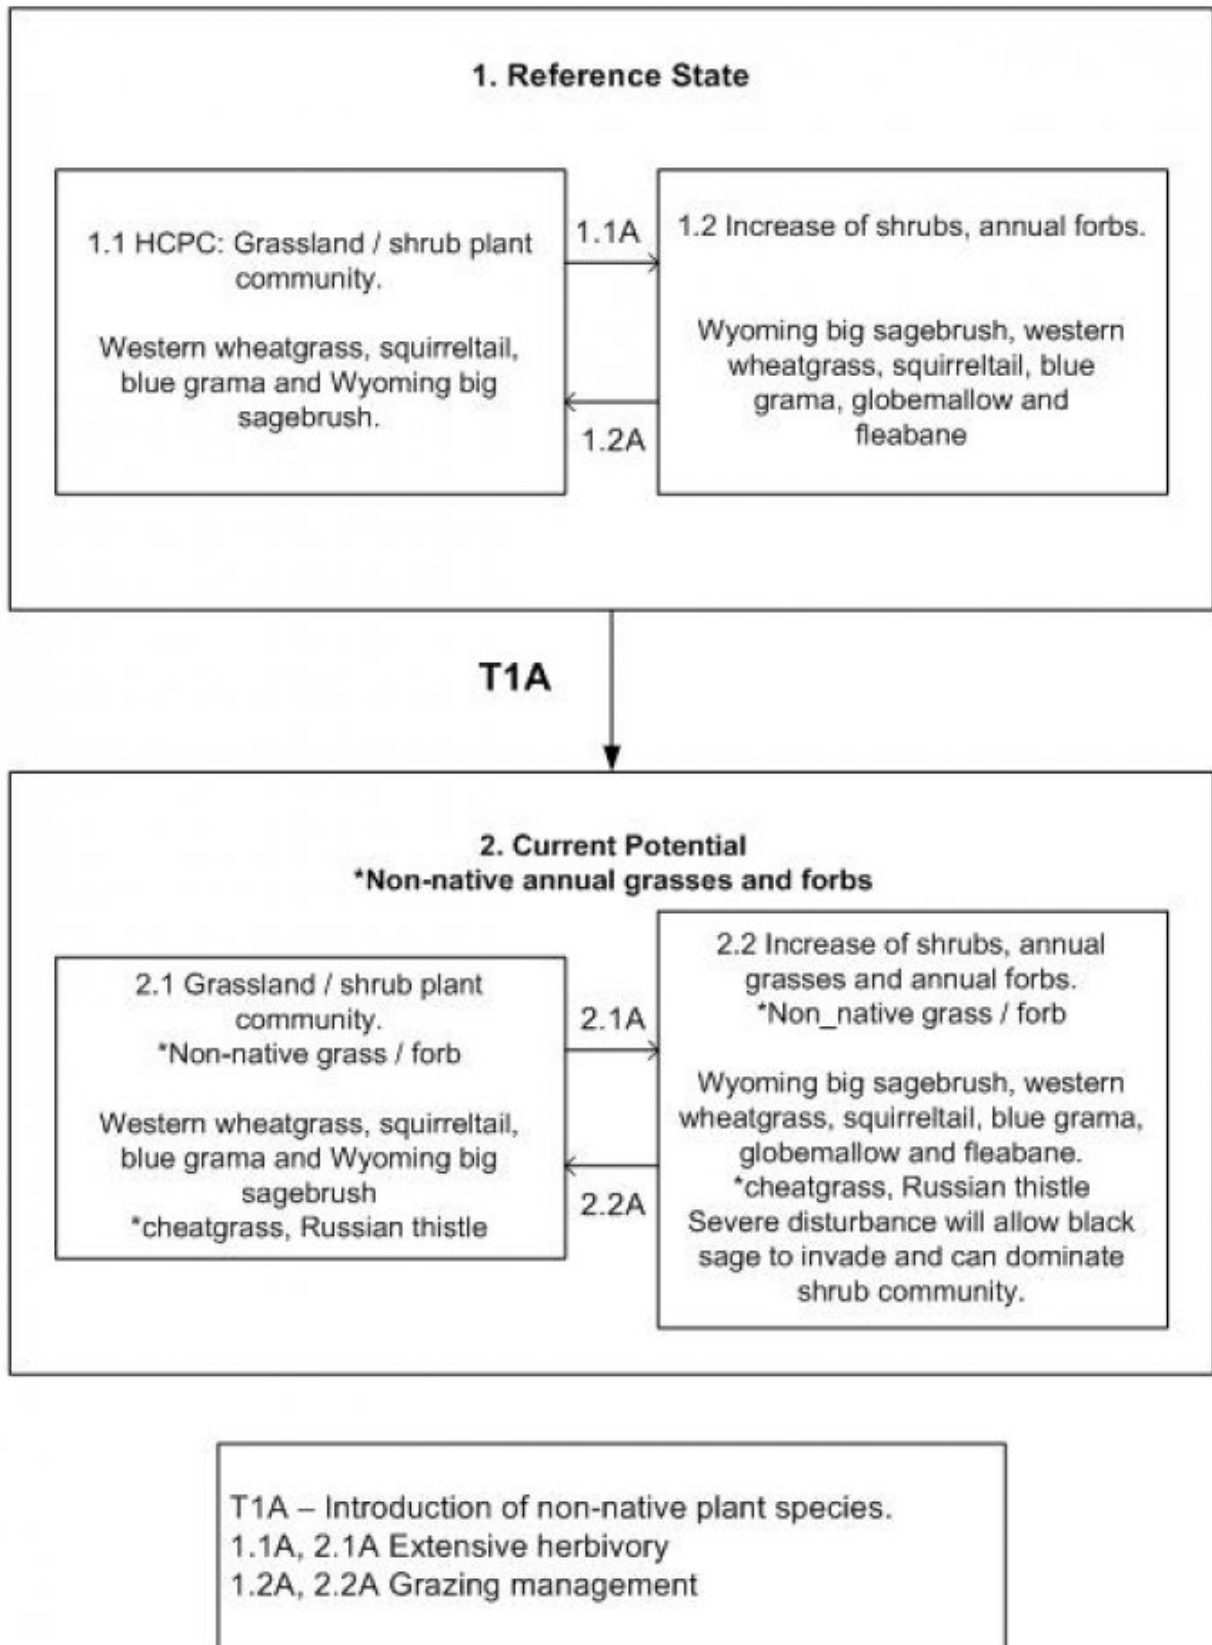 1. Reference State
1.1 HCPC: Grassland / shrub plant
community.
Western wheatgrass, squirreltail,
blue grama and Wyoming big
sagebrush.
1.1A
1.2A
1.2 Increase of shrubs, annual forbs.
Wyoming big sagebrush, western
wheatgrass, squirreltail, blue
grama, globemallow and
fleabane
T1A
2. Current Potential
*Non-native annual grasses and forbs
2.1 Grassland / shrub plant
community.
*Non-native grass / forb
Western wheatgrass, squirreltail,
blue grama and Wyoming big
sagebrush
*cheatgrass, Russian thistle
2.1A
2.2A
2.2 Increase of shrubs, annual
grasses and annual forbs.
*Non_native grass / forb
Wyoming big sagebrush, western
wheatgrass, squirreltail, blue grama,
globemallow and fleabane.
*cheatgrass, Russian thistle
Severe disturbance will allow black
sage to invade and can dominate
shrub community.
T1A – Introduction of non-native plant species.
1.1A, 2.1A Extensive herbivory
1.2A, 2.2A Grazing management